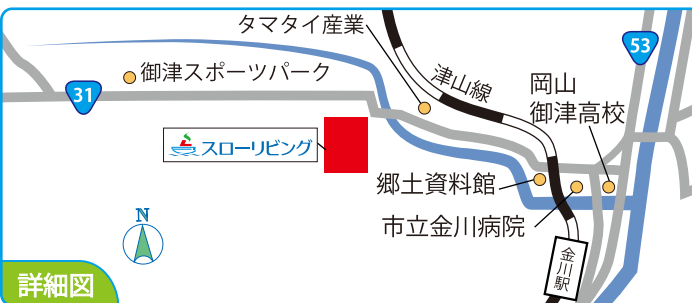 タマタイ産業
53
御津スポーツパーク
津山線
岡山
御津高校
31
スローリビング
郷土資料館
市立金川病院
N
金川駅
詳細図